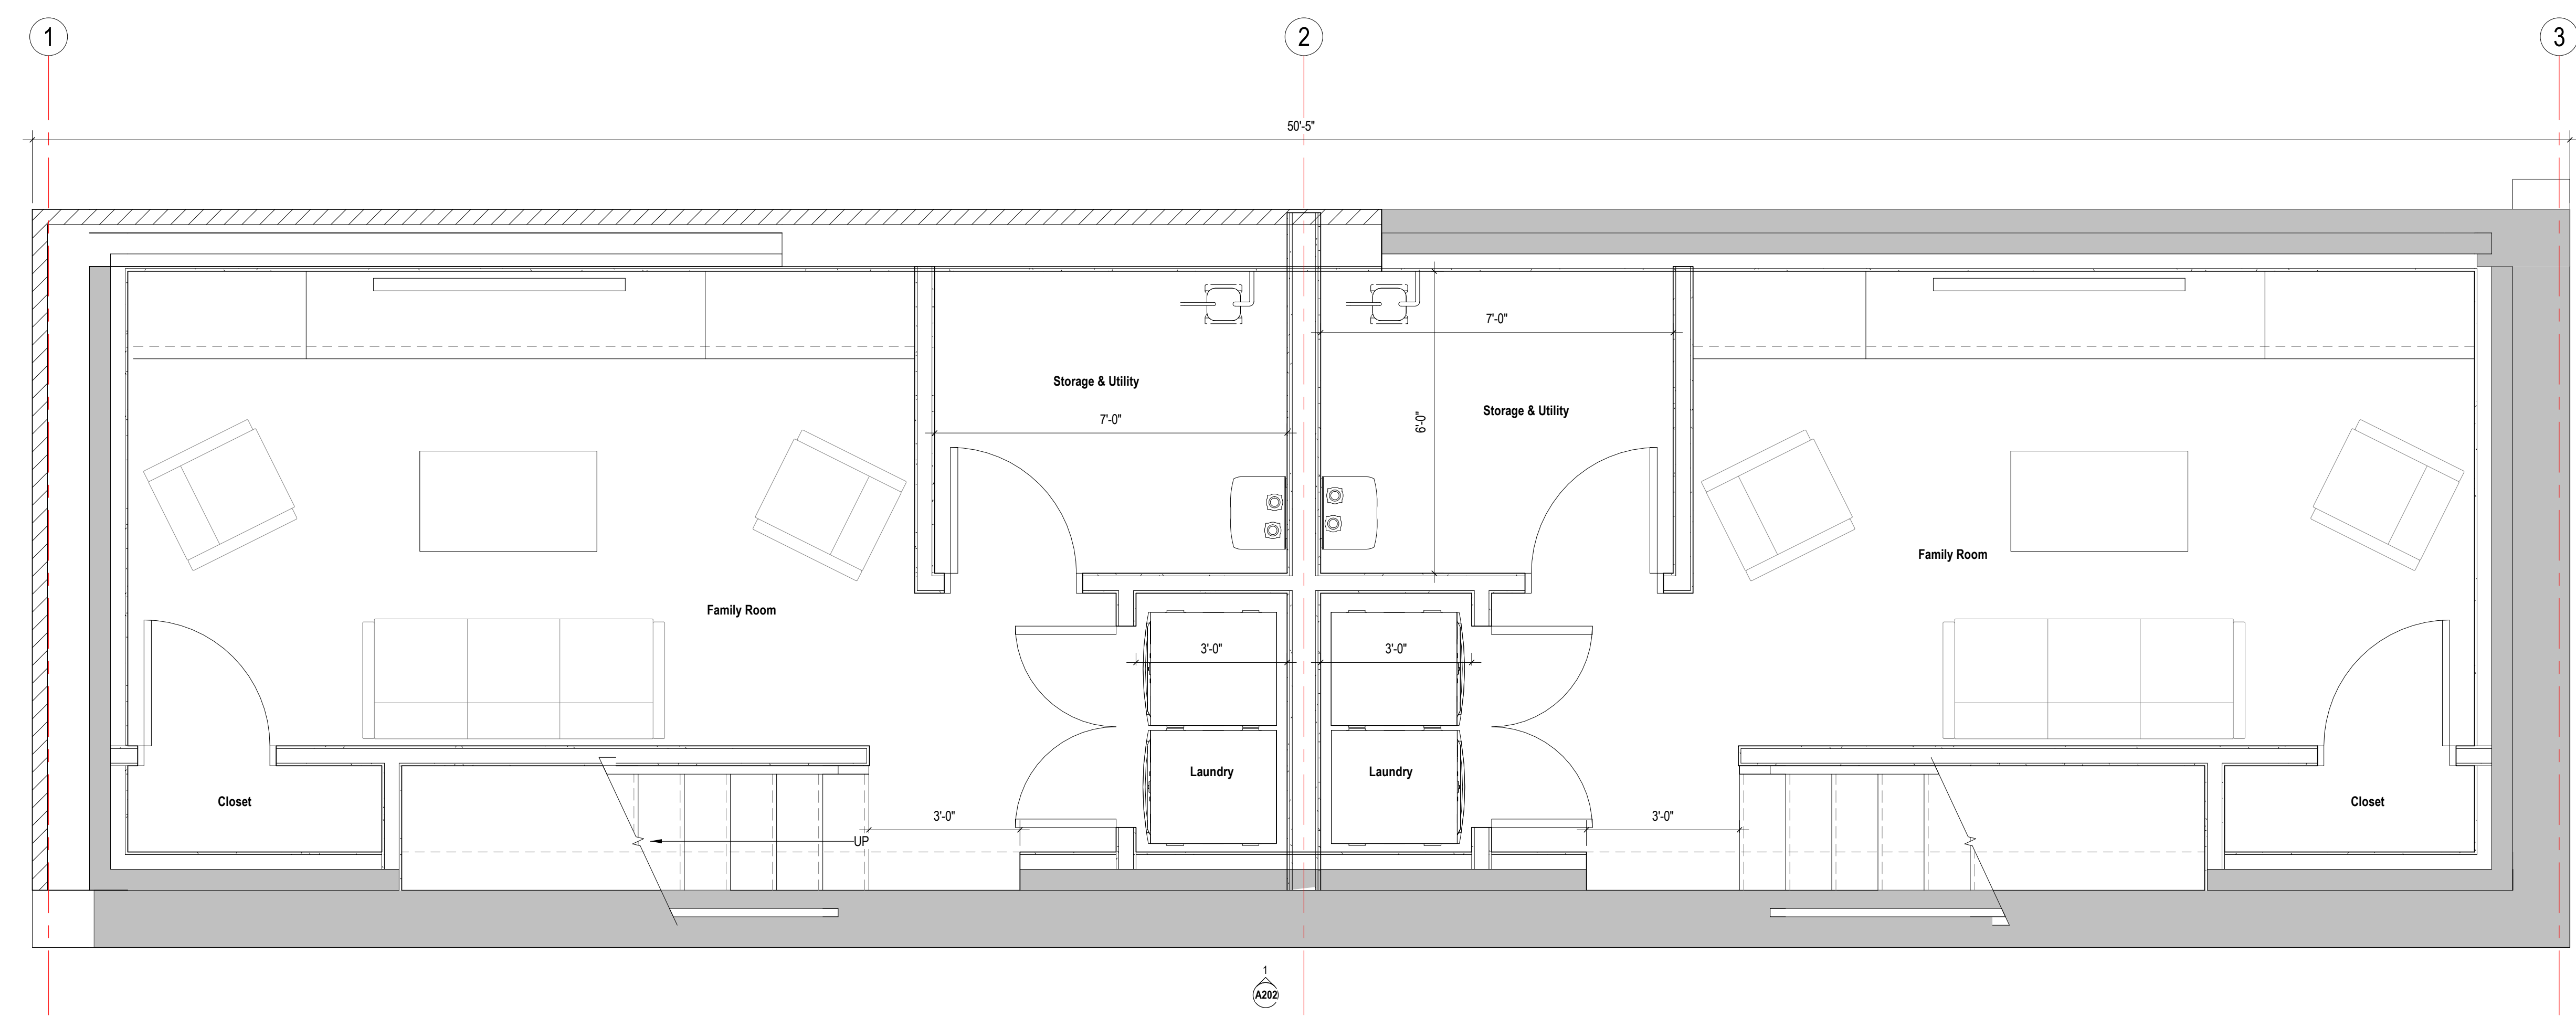 1
2
3
50'-5"
7'-0"
Storage & Utility
7'-0"
Storage & Utility
6'-0"
Family Room
Family Room
3'-0"
3'-0"
Laundry
Laundry
Closet
Closet
3'-0"
3'-0"
UP
1
A202